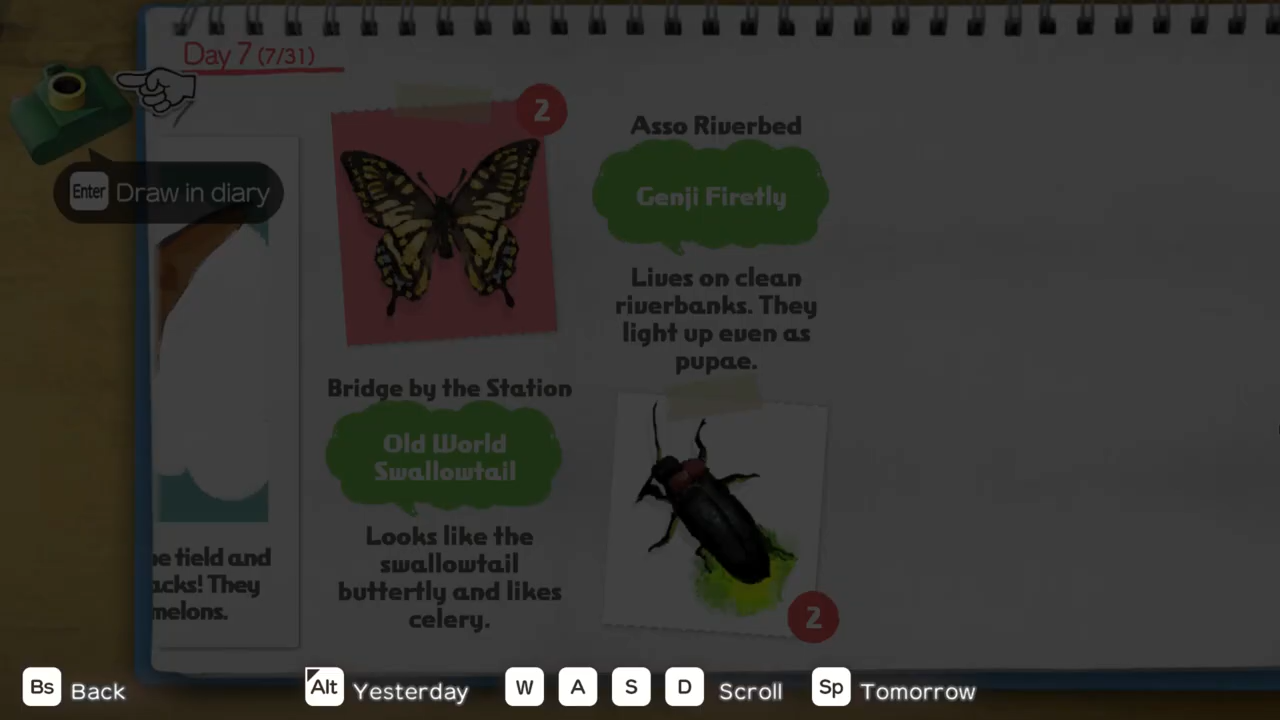 Day 7 (7/31)
Enter Draw in diary
e field and
acks! They
melons.
2
Bridge by the Station
Old World
Swallowtail
Looks like the
swallowtail
butterfly and likes
celery.
Asso Riverbed
Genji Firefly
Lives on clean
riverbanks. They
light up even as
pupae.
2
Bs Back
Alt Yesterday
W A S D Scroll
Sp Tomorrow